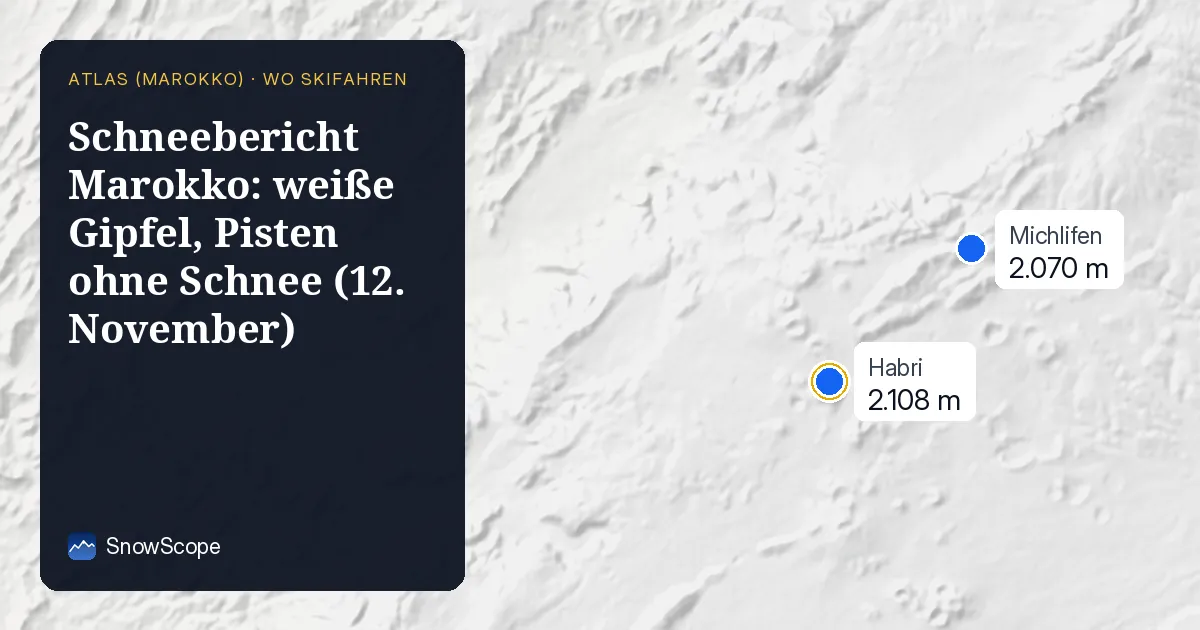 ATLAS (MAROKKO) · WO SKIFAHREN
Schneebericht
Marokko: weiße
Gipfel, Pisten
ohne Schnee (12.
November)
Michlifen
2.070 m
Habri
2.108 m
SnowScope